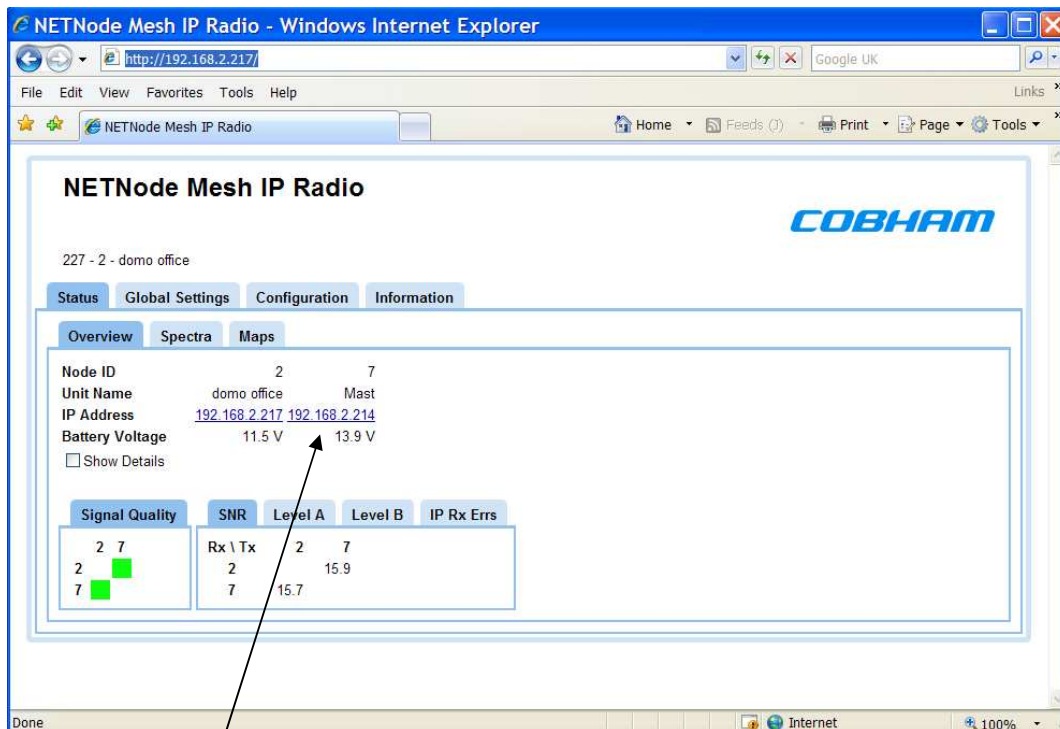 NETNode Mesh IP Radio - Windows Internet Explorer
http://192.168.2.217/
Google UK
File Edit View Favorites Tools Help
Links
NETNode Mesh IP Radio
Home Feeds (J) Print Page Tools
NETNode Mesh IP Radio
COBHAM
227 - 2 - domo office
Status Global Settings Configuration Information
Overview Spectra Maps
Node ID 2 7
Unit Name domo office Mast
IP Address 192.168.2.217 192.168.2.214
Battery Voltage 11.5 V 13.9 V
Show Details
Signal Quality SNR Level A Level B IP Rx Errs
2 7 Rx \ Tx 2 7
2 2 15.9
7 7 15.7
Done Internet 100%